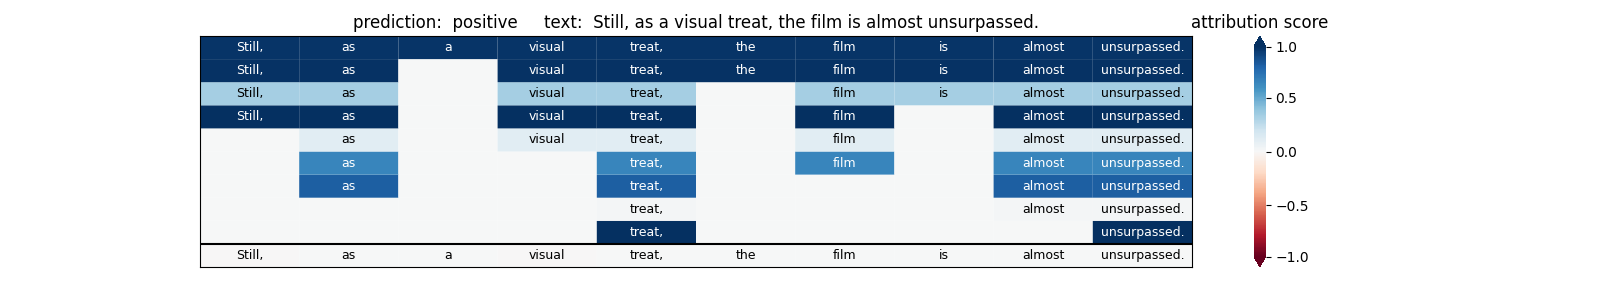 prediction: positive text: Still, as a visual treat, the film is almost unsurpassed. attribution score
Still, as a visual treat, the film is almost unsurpassed. 1.0
Still, as visual treat, the film is almost unsurpassed.
Still, as visual treat, film is almost unsurpassed. 0.5
Still, as visual treat, film almost unsurpassed.
as visual treat, film almost unsurpassed. 0.0
as treat, film almost unsurpassed.
as treat, almost unsurpassed.
treat, almost unsurpassed. −0.5
treat, unsurpassed.
Still, as a visual treat, the film is almost unsurpassed. −1.0